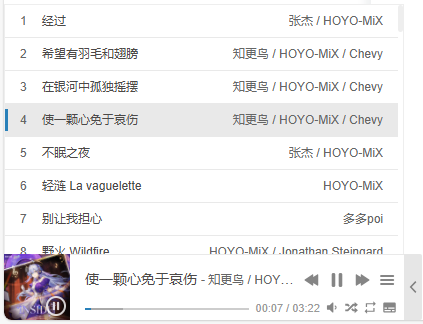 1 经过 张杰 / HOYO-MiX
2 希望有羽毛和翅膀 知更鸟 / HOYO-MiX / Chevy
3 在银河中孤独摇摆 知更鸟 / HOYO-MiX / Chevy
4 使一颗心免于哀伤 知更鸟 / HOYO-MiX / Chevy
5 不眠之夜 张杰 / HOYO-MiX
6 轻涟 La vaguelette HOYO-MiX
7 别让我担心 多多poi
8 野火 Wildfire HOYO-MiX / Jonathan Steingard
使一颗心免于哀伤 - 知更鸟 / HOY...
00:07 / 03:22